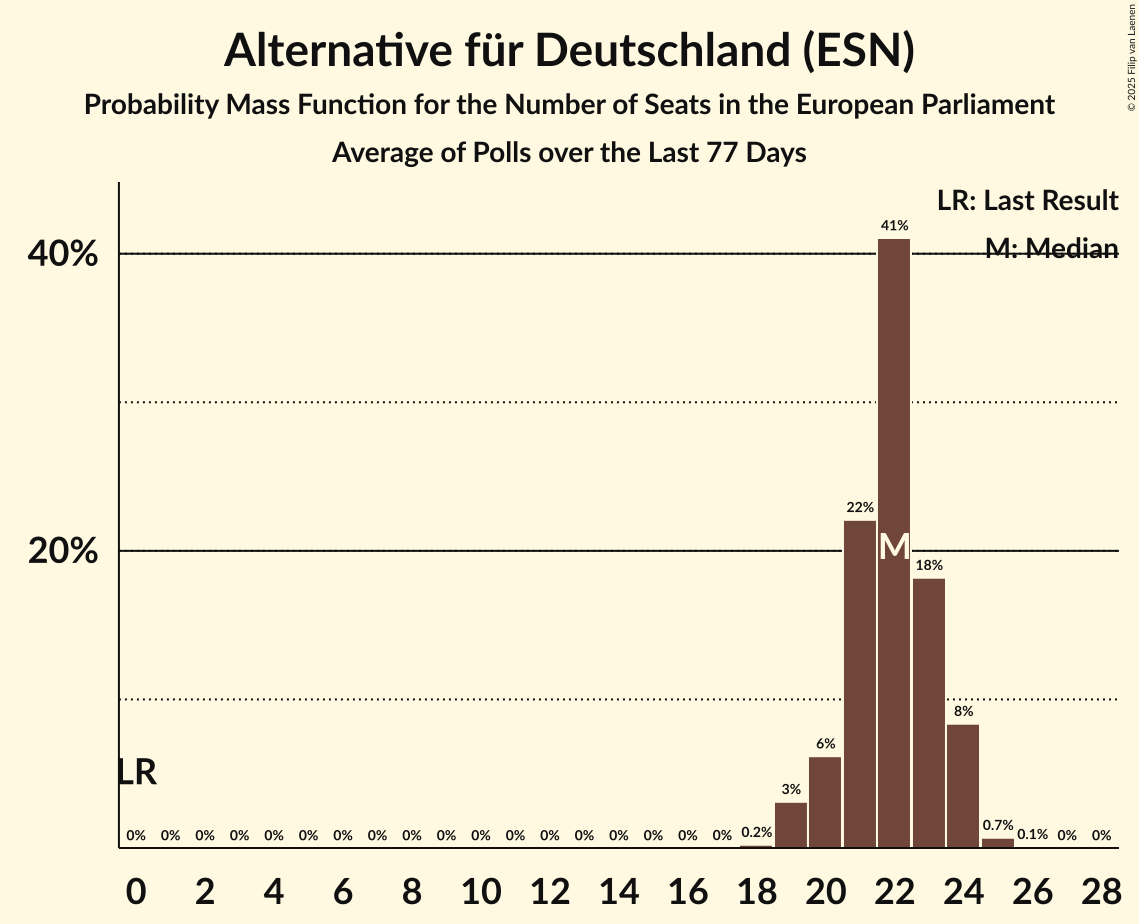 Alternative für Deutschland (ESN)
Probability Mass Function for the Number of Seats in the European Parliament
Average of Polls over the Last 77 Days
© 2025 Filip van Laenen
LR: Last Result
M: Median
40%
20%
41%
22%
M
18%
8%
6%
3%
LR
0% 0% 0% 0% 0% 0% 0% 0% 0% 0% 0% 0% 0% 0% 0% 0% 0% 0% 0.2% 0.7% 0.1% 0% 0%
0 2 4 6 8 10 12 14 16 18 20 22 24 26 28